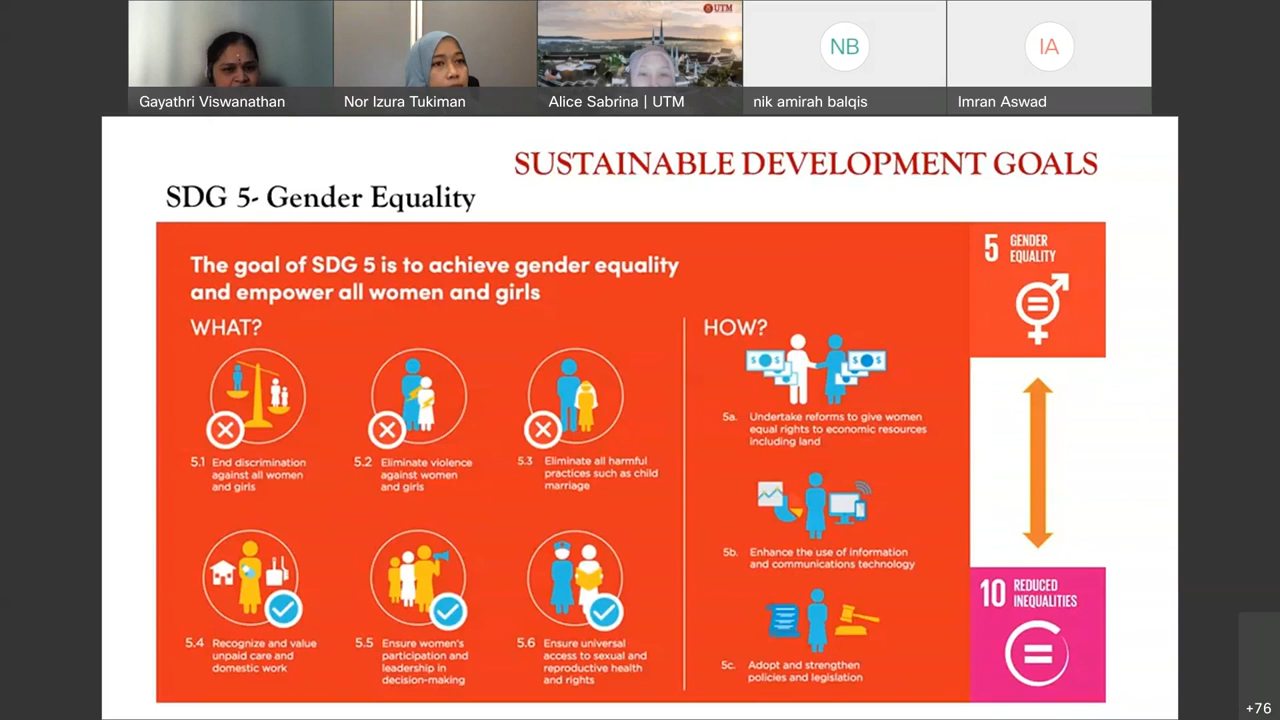 UTM
Gayathri Viswanathan
Nor Izura Tukiman
Alice Sabrina | UTM
NB
nik amirah balqis
IA
Imran Aswad
SUSTAINABLE DEVELOPMENT GOALS
SDG 5- Gender Equality
The goal of SDG 5 is to achieve gender equality
and empower all women and girls
WHAT?
5.1 End discrimination
against all women
and girls
5.2 Eliminate violence
against women
and girls
5.3 Eliminate all harmful
practices such as child
marriage
5.4 Recognize and value
unpaid care and
domestic work
5.5 Ensure women's
participation and
leadership in
decision-making
5.6 Ensure universal
access to sexual and
reproductive health
and rights
HOW?
$ $
5a. Undertake reforms to give women
equal rights to economic resources
including land
5b. Enhance the use of information
and communications technology
5c. Adopt and strengthen
policies and legislation
5 GENDER
EQUALITY
10 REDUCED
INEQUALITIES
+76